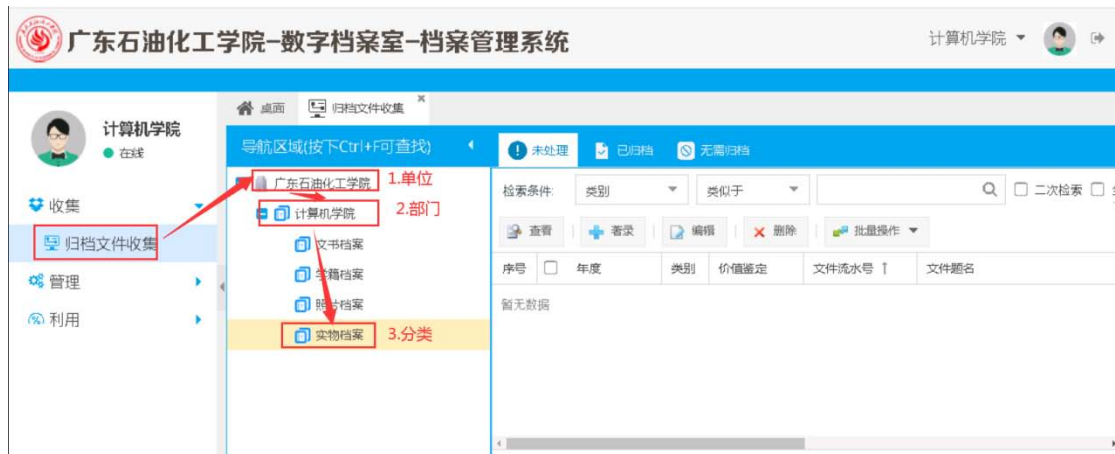 广东石油化工学院-数字档案室-档案管理系统
计算机学院
计算机学院
在线
收集
归档文件收集
管理
利用
桌面
归档文件收集
导航区域(按下Ctrl+F可查找)
广东石油化工学院
1.单位
计算机学院
2.部门
文书档案
学籍档案
照片档案
实物档案
3.分类
未处理 已归档 无需归档
检索条件: 类别 类似于 二次检索
查看 著录 编辑 删除 批量操作
序号 年度 类别 价值鉴定 文件流水号 文件题名
暂无数据